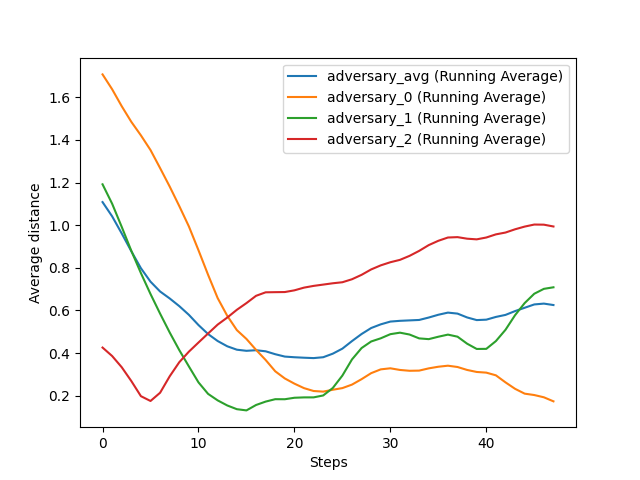 adversary_avg (Running Average)
adversary_0 (Running Average)
adversary_1 (Running Average)
adversary_2 (Running Average)
Average distance
1.6
1.4
1.2
1.0
0.8
0.6
0.4
0.2
0 10 20 30 40
Steps